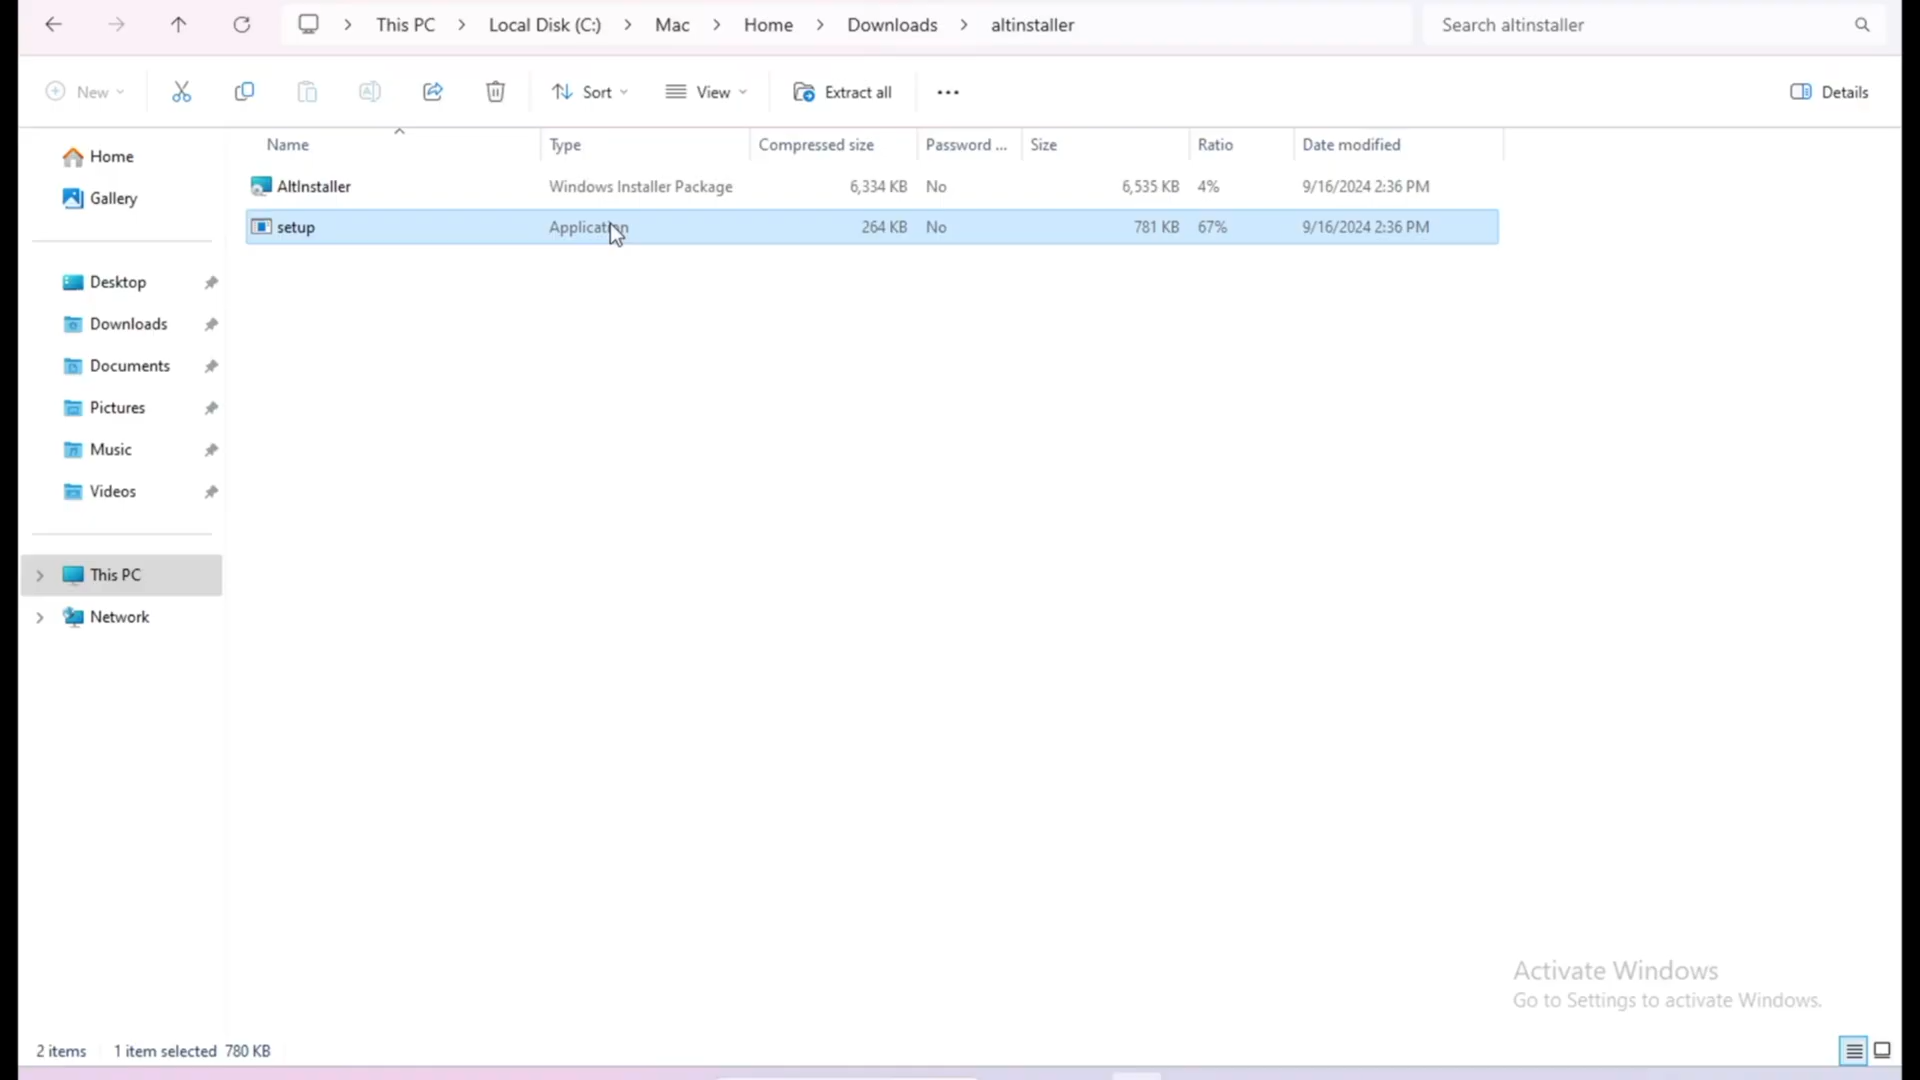 This PC > Local Disk (C:) > Mac > Home > Downloads > altinstaller
Search altinstaller
New
Sort
View
Extract all
Details
Name Type Compressed size Password ... Size Ratio Date modified
AltInstaller Windows Installer Package 6,334 KB No 6,535 KB 4% 9/16/2024 2:36 PM
setup Application 264 KB No 781 KB 67% 9/16/2024 2:36 PM
Home
Gallery
Desktop
Downloads
Documents
Pictures
Music
Videos
This PC
Network
Activate Windows
Go to Settings to activate Windows.
2 items 1 item selected 780 KB